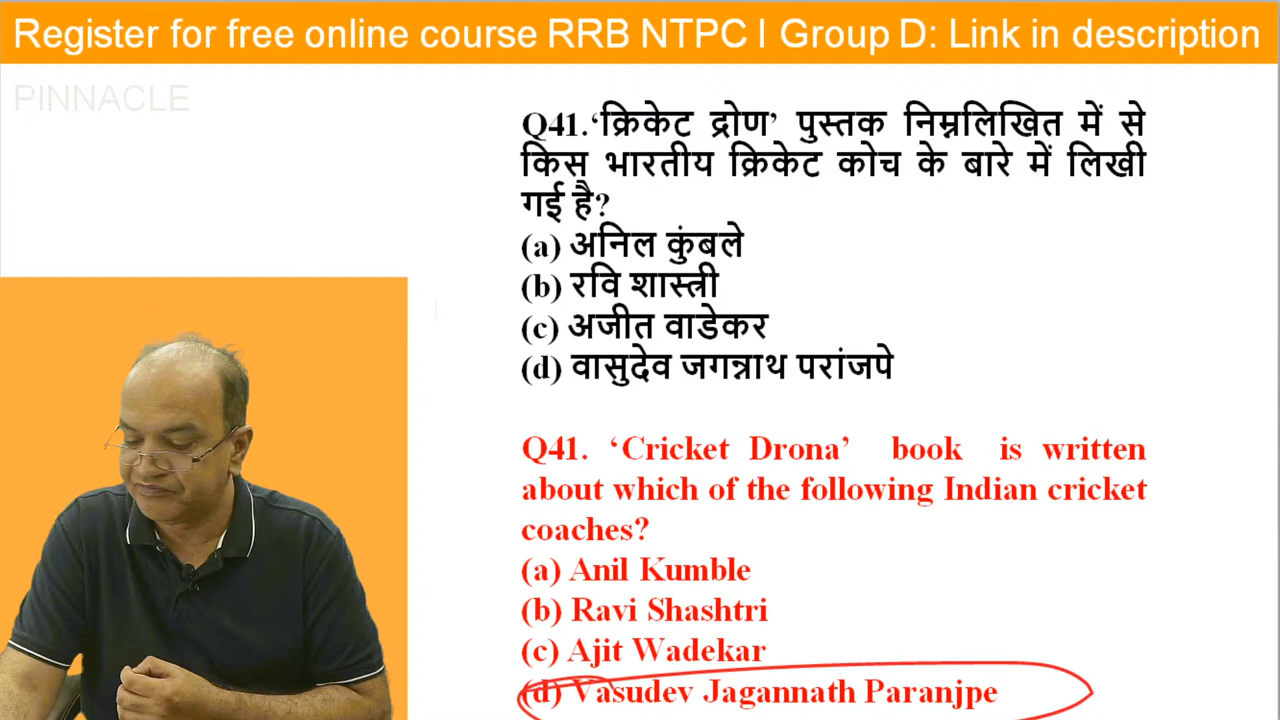 Register for free online course RRB NTPC I Group D: Link in description
PINNACLE
Q41.‘क्रिकेट द्रोण’ पुस्तक निम्नलिखित में से
किस भारतीय क्रिकेट कोच के बारे में लिखी
गई है?
(a) अनिल कुंबले
(b) रवि शास्त्री
(c) अजीत वाडेकर
(d) वासुदेव जगन्नाथ परांजपे
Q41. ‘Cricket Drona’ book is written
about which of the following Indian cricket
coaches?
(a) Anil Kumble
(b) Ravi Shashtri
(c) Ajit Wadekar
(d) Vasudev Jagannath Paranjpe